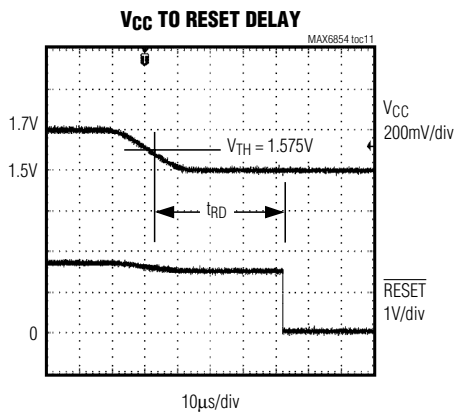 VCC TO RESET DELAY
MAX6854 toc11
T
1.7V
VCC
200mV/div
VTH = 1.575V
1.5V
tRD
RESET
1V/div
0
10μs/div